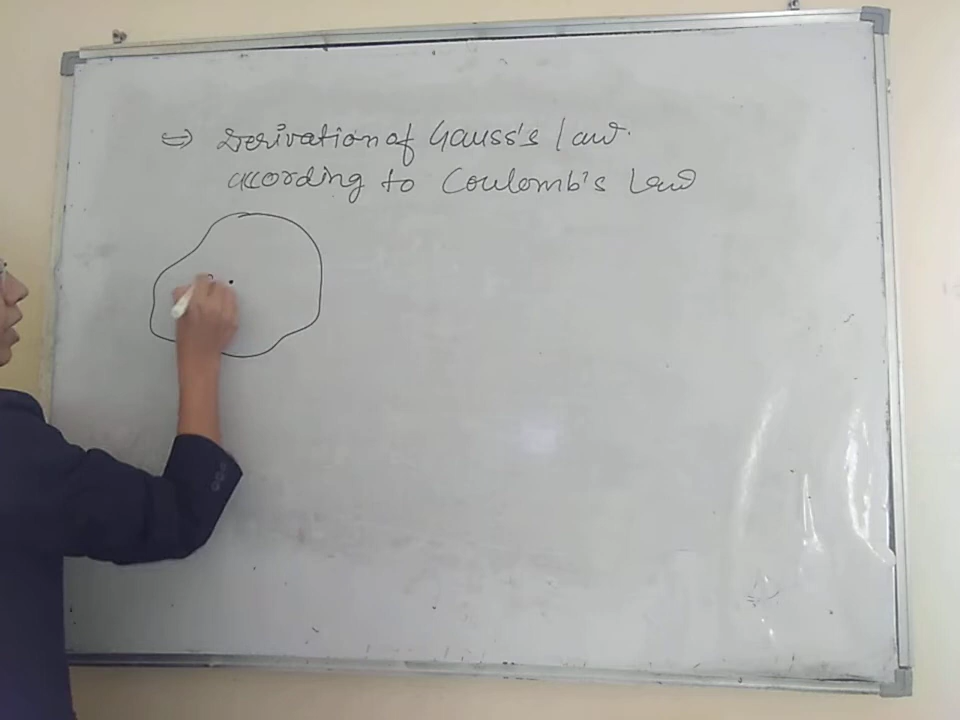 ⇒ Derivation of Gauss's law.
according to Coulomb's Law